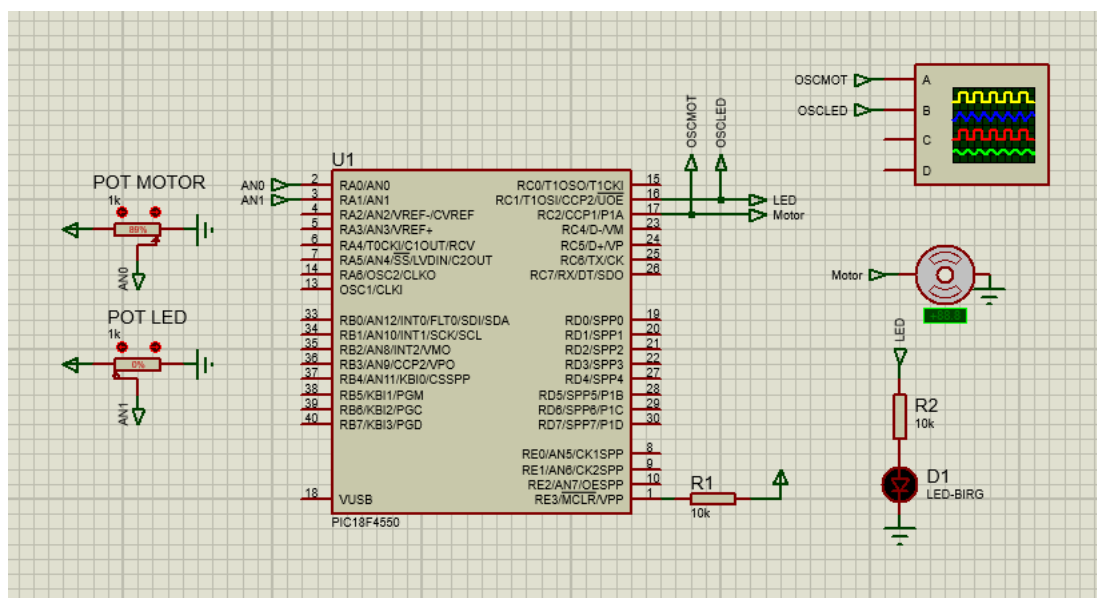 POT MOTOR
1k
89%
AN0
POT LED
1k
0%
AN1
U1
AN0
AN1
2 RA0/AN0
3 RA1/AN1
4 RA2/AN2/VREF-/CVREF
5 RA3/AN3/VREF+
6 RA4/T0CKI/C1OUT/RCV
7 RA5/AN4/SS/LVDIN/C2OUT
14 RA6/OSC2/CLKO
13 OSC1/CLKI
33 RB0/AN12/INT0/FLT0/SDI/SDA
34 RB1/AN10/INT1/SCK/SCL
35 RB2/AN8/INT2/VMO
36 RB3/AN9/CCP2/VPO
37 RB4/AN11/KBI0/CSSPP
38 RB5/KBI1/PGM
39 RB6/KBI2/PGC
40 RB7/KBI3/PGD
18 VUSB
RC0/T1OSO/T1CKI 15
RC1/T1OSI/CCP2/UOE 16
RC2/CCP1/P1A 17
RC4/D-/VM 23
RC5/D+/VP 24
RC6/TX/CK 25
RC7/RX/DT/SDO 26
RD0/SPP0 19
RD1/SPP1 20
RD2/SPP2 21
RD3/SPP3 22
RD4/SPP4 27
RD5/SPP5/P1B 28
RD6/SPP6/P1C 29
RD7/SPP7/P1D 30
RE0/AN5/CK1SPP 8
RE1/AN6/CK2SPP 9
RE2/AN7/OESPP 10
RE3/MCLR/VPP 1
PIC18F4550
OSCMOT
OSCLED
LED
Motor
R1
10k
OSCMOT
OSCLED
A
B
C
D
Motor
+88.8
LED
R2
10k
D1
LED-BIRG